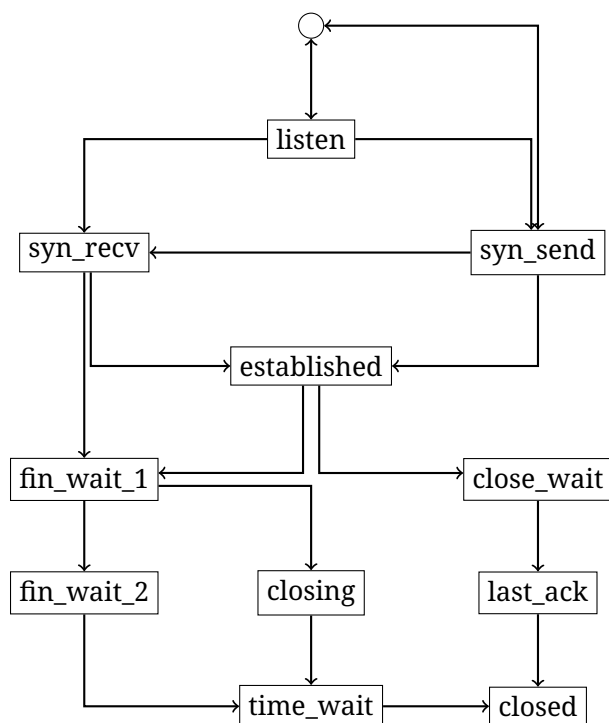 listen
syn_recv
syn_send
established
fin_wait_1
close_wait
fin_wait_2
closing
last_ack
time_wait
closed